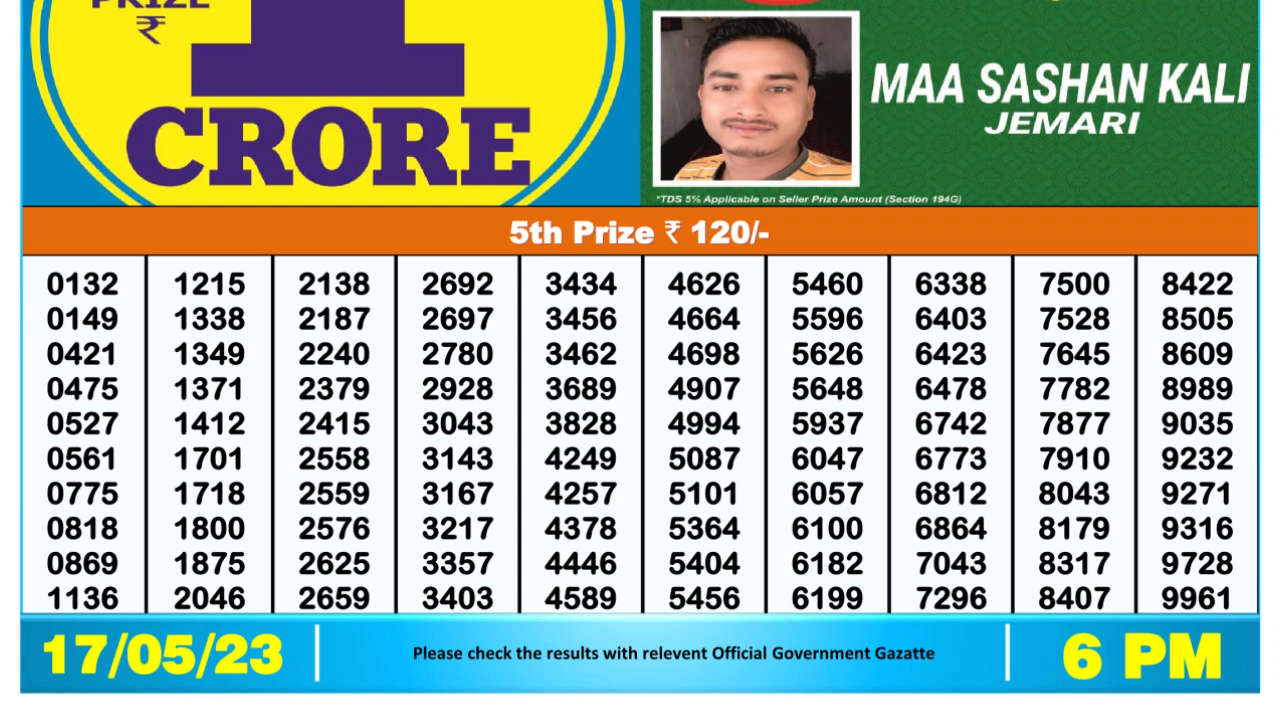 PRIZE
₹
1
CRORE
MAA SASHAN KALI
JEMARI
*TDS 5% Applicable on Seller Prize Amount (Section 194G)
5th Prize ₹ 120/-
0132 1215 2138 2692 3434 4626 5460 6338 7500 8422
0149 1338 2187 2697 3456 4664 5596 6403 7528 8505
0421 1349 2240 2780 3462 4698 5626 6423 7645 8609
0475 1371 2379 2928 3689 4907 5648 6478 7782 8989
0527 1412 2415 3043 3828 4994 5937 6742 7877 9035
0561 1701 2558 3143 4249 5087 6047 6773 7910 9232
0775 1718 2559 3167 4257 5101 6057 6812 8043 9271
0818 1800 2576 3217 4378 5364 6100 6864 8179 9316
0869 1875 2625 3357 4446 5404 6182 7043 8317 9728
1136 2046 2659 3403 4589 5456 6199 7296 8407 9961
17/05/23
Please check the results with relevent Official Government Gazatte
6 PM